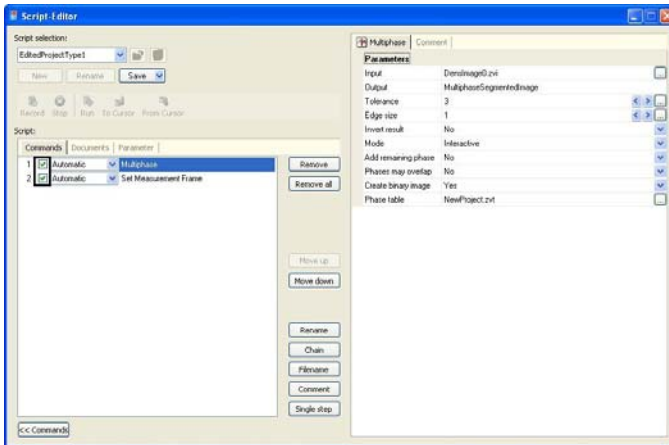 Script-Editor
Script selection:
EditedProjectType1
New Rename Save
Record Stop Run To Cursor From Cursor
Script:
Commands Documents Parameter
1 Automatic Multiphase
2 Automatic Set Measurement Frame
Remove
Remove all
Move up
Move down
Rename
Chain
Filename
Comment
Single step
<< Commands
Multiphase Comment
Parameters
Input DensImage0.zvi
Output MultiphaseSegmentedImage
Tolerance 3
Edge size 1
Invert result No
Mode Interactive
Add remaining phase No
Phases may overlap No
Create binary image Yes
Phase table NewProject.zvt